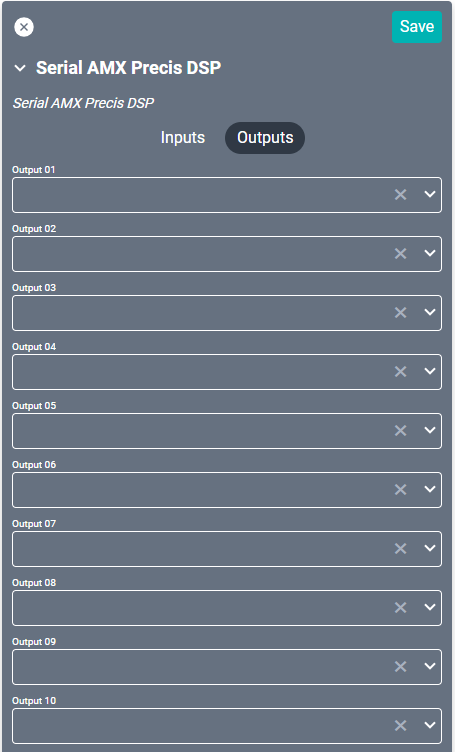 Save
Serial AMX Precis DSP
Serial AMX Precis DSP
Inputs
Outputs
Output 01
Output 02
Output 03
Output 04
Output 05
Output 06
Output 07
Output 08
Output 09
Output 10